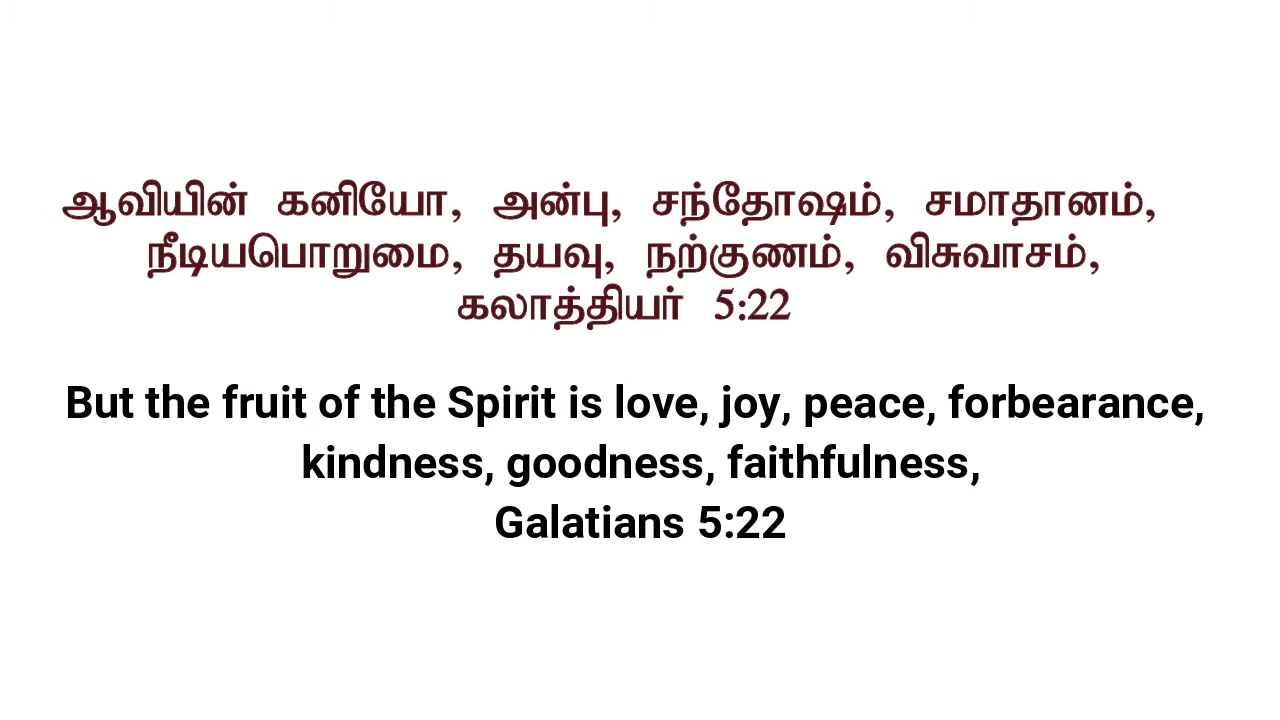 ஆவியின் கனியோ, அன்பு, சந்தோஷம், சமாதானம்,
நீடியபொறுமை, தயவு, நற்குணம், விசுவாசம்,
கலாத்தியர் 5:22
But the fruit of the Spirit is love, joy, peace, forbearance,
kindness, goodness, faithfulness,
Galatians 5:22